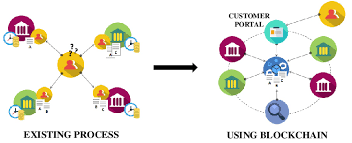 CUSTOMER
PORTAL
? ? ?
A
B C
A B
B C
A B C
EXISTING PROCESS
USING BLOCKCHAIN